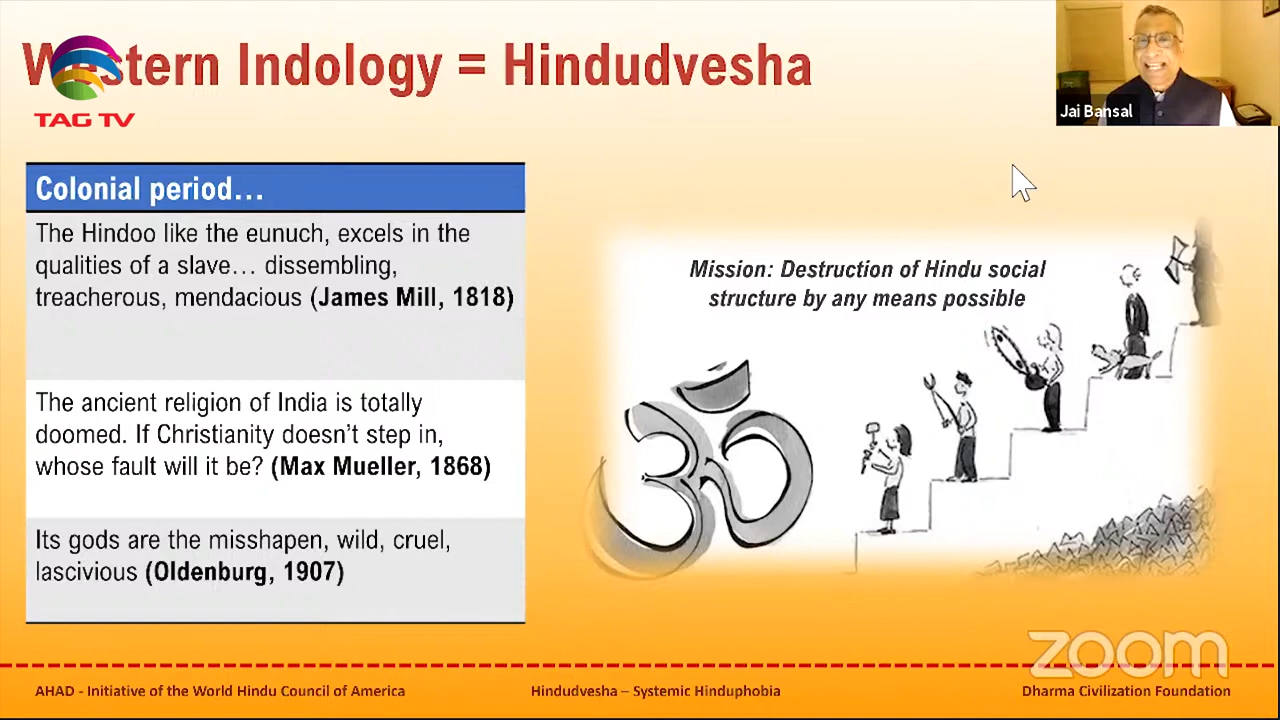 Western Indology = Hindudvesha
TAG TV
Jai Bansal
Colonial period…
The Hindoo like the eunuch, excels in the
qualities of a slave… dissembling,
treacherous, mendacious (James Mill, 1818)
The ancient religion of India is totally
doomed. If Christianity doesn't step in,
whose fault will it be? (Max Mueller, 1868)
Its gods are the misshapen, wild, cruel,
lascivious (Oldenburg, 1907)
Mission: Destruction of Hindu social
structure by any means possible
ॐ
zoom
AHAD - Initiative of the World Hindu Council of America
Hindudvesha – Systemic Hinduphobia
Dharma Civilization Foundation